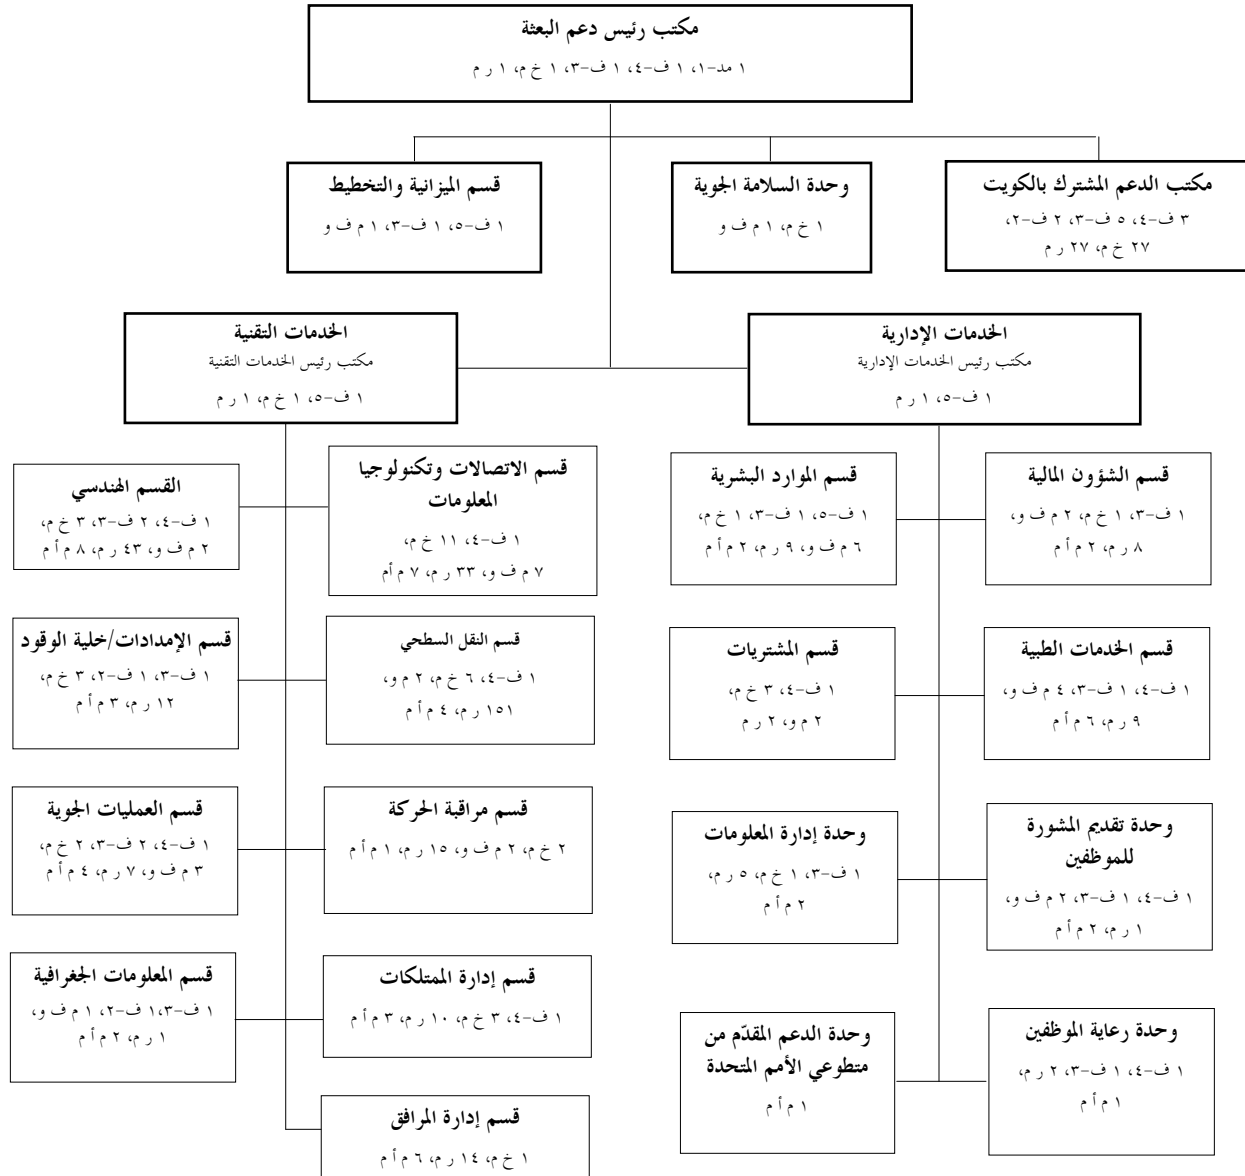 مكتب رئيس دعم البعثة
١ مد-١، ١ ف-٤، ١ ف-٣، ١ خ م، ١ ر م
مكتب الدعم المشترك بالكويت
٣ ف-٤، ٥ ف-٣، ٢ ف-٢،
٢٧ خ م، ٢٧ ر م
وحدة السلامة الجوية
١ خ م، ١ م ف و
قسم الميزانية والتخطيط
١ ف-٥، ١ ف-٣، ١ م ف و
الخدمات الإدارية
مكتب رئيس الخدمات الإدارية
١ ف-٥، ١ ر م
الخدمات التقنية
مكتب رئيس الخدمات التقنية
١ ف-٥، ١ خ م، ١ ر م
قسم الشؤون المالية
١ ف-٣، ١ خ م، ٢ م ف و،
٨ ر م، ٢ م أ م
قسم الموارد البشرية
١ ف-٥، ١ ف-٣، ١ خ م،
٦ م ف و، ٩ ر م، ٢ م أ م
قسم الاتصالات وتكنولوجيا
المعلومات
١ ف-٤، ١١ خ م،
٧ م ف و، ٣٣ ر م، ٧ م أم
القسم الهندسي
١ ف-٤، ٢ ف-٣، ٣ خ م،
٢ م ف و، ٤٣ ر م، ٨ م أ م
قسم الخدمات الطبية
١ ف-٤، ١ ف-٣، ٤ م ف و،
٩ ر م، ٦ م أ م
قسم المشتريات
١ ف-٤، ٣ خ م،
٢ م و، ٢ ر م
قسم النقل السطحي
١ ف-٤، ٦ خ م، ٢ م و،
١٥١ ر م، ٤ م أ م
قسم الإمدادات/خلية الوقود
١ ف-٣، ١ ف-٢، ٣ خ م،
١٢ ر م، ٣ م أ م
وحدة تقديم المشورة
للموظفين
١ ف-٤، ١ ف-٣، ٢ م ف و،
١ ر م، ٢ م أ م
وحدة إدارة المعلومات
١ ف-٣، ١ خ م، ٥ ر م،
٢ م أ م
قسم مراقبة الحركة
٢ خ م، ٢ م ف و، ١٥ ر م، ١ م أ م
قسم العمليات الجوية
١ ف-٤، ٢ ف-٣، ٢ خ م،
٣ م ف و، ٧ ر م، ٤ م أ م
وحدة رعاية الموظفين
١ ف-٤، ١ ف-٣، ٢ ر م،
١ م أ م
وحدة الدعم المقدّم من
متطوعي الأمم المتحدة
١ م أ م
قسم إدارة الممتلكات
١ ف-٤، ٣ خ م، ١٠ ر م، ٣ م أ م
قسم المعلومات الجغرافية
١ ف-٣،١ ف-٢، ١ م ف و،
١ ر م، ٢ م أ م
قسم إدارة المرافق
١ خ م، ١٤ ر م، ٦ م أ م